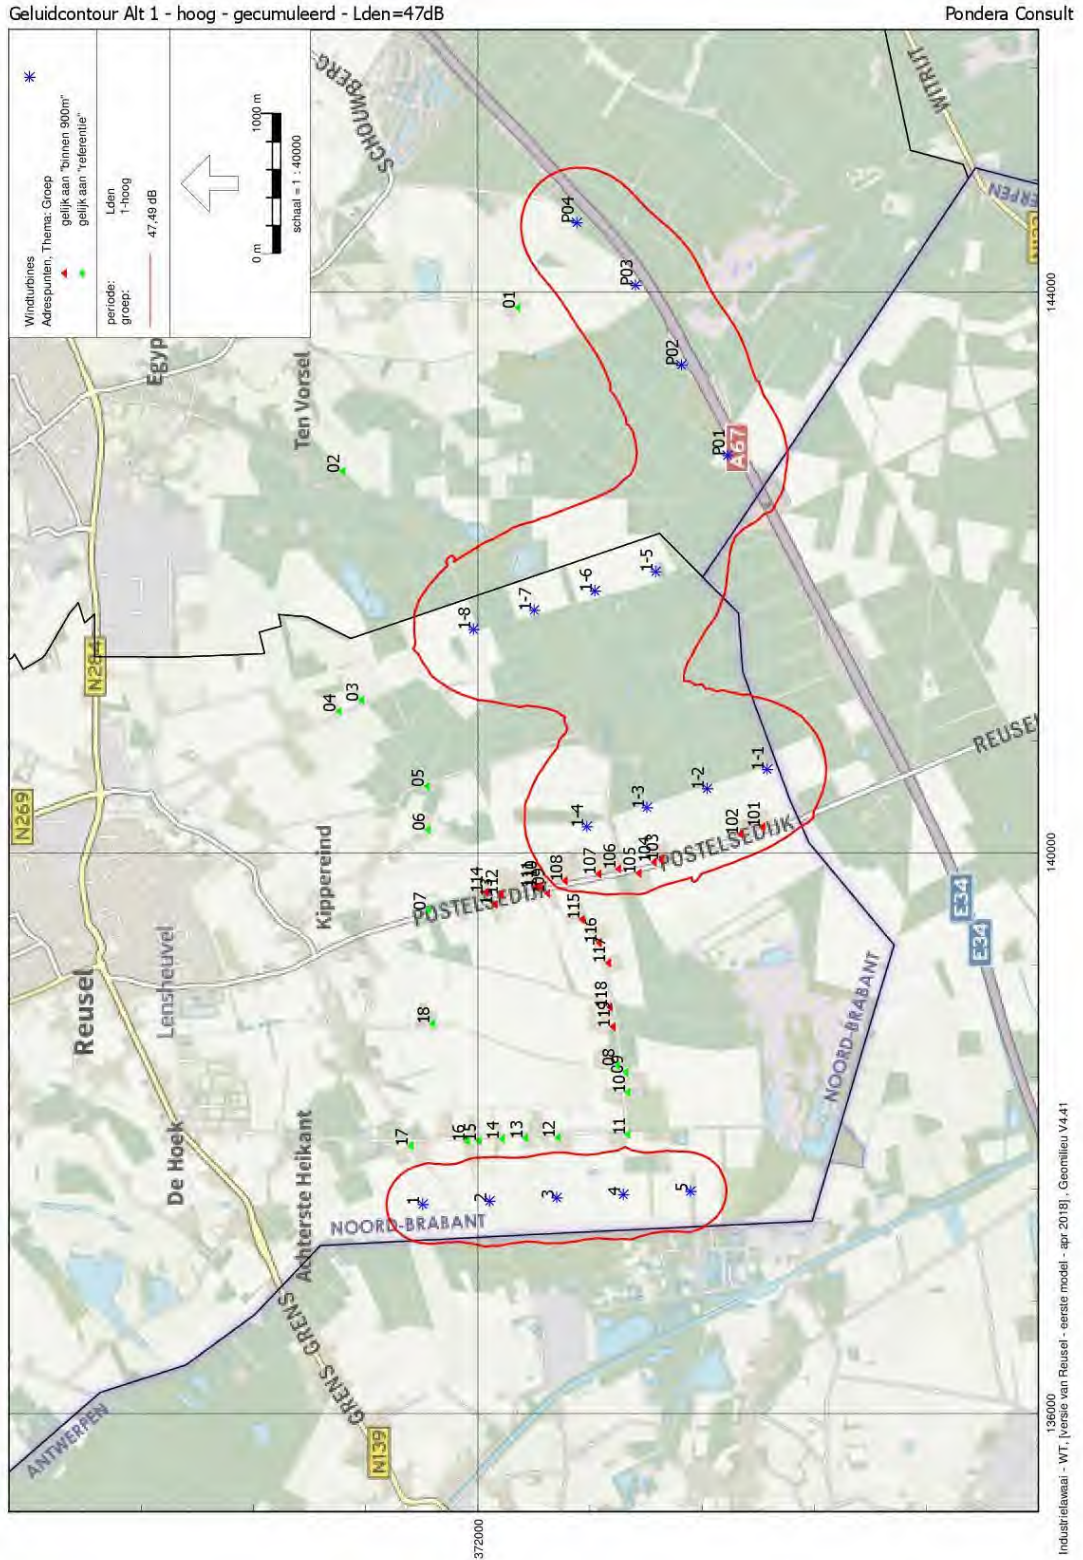 Geluidcontour Alt 1 - hoog - gecumuleerd - Lden=47dB
Pondera Consult
Windturbines
Adrespunten, Thema: Groep
gelijk aan "binnen 900m"
gelijk aan "referentie"
periode: Lden
groep: 1-hoog
47,49 dB
0 m
1000 m
schaal = 1 : 40000
SCHOUWBERG
WITRIJT
Egyp
Ten Vorsel
N284
N269
Kippereind
Reusel
Lensheuvel
De Hoek
Achterste Heikant
NOORD-BRABANT
GRENS
GRENS
N139
ANTWERPEN
POSTELSEDIJK
POSTELSEDIJK
NOORD-BRABANT
A67
E34
E34
REUSEL
P04
P03
P02
P01
01
02
03
04
05
06
07
18
17
16
15
14
13
12
11
1009
08
1-8
1-7
1-6
1-5
1-4
1-3
1-2
1-1
101
102
103
104
105
106
107
108
112
114
115
116
117
118
119
1
2
3
4
5
144000
140000
136000
372000
Industrielawaai - WT, [versie van Reusel - eerste model - apr 2018] , Geomilieu V4.41